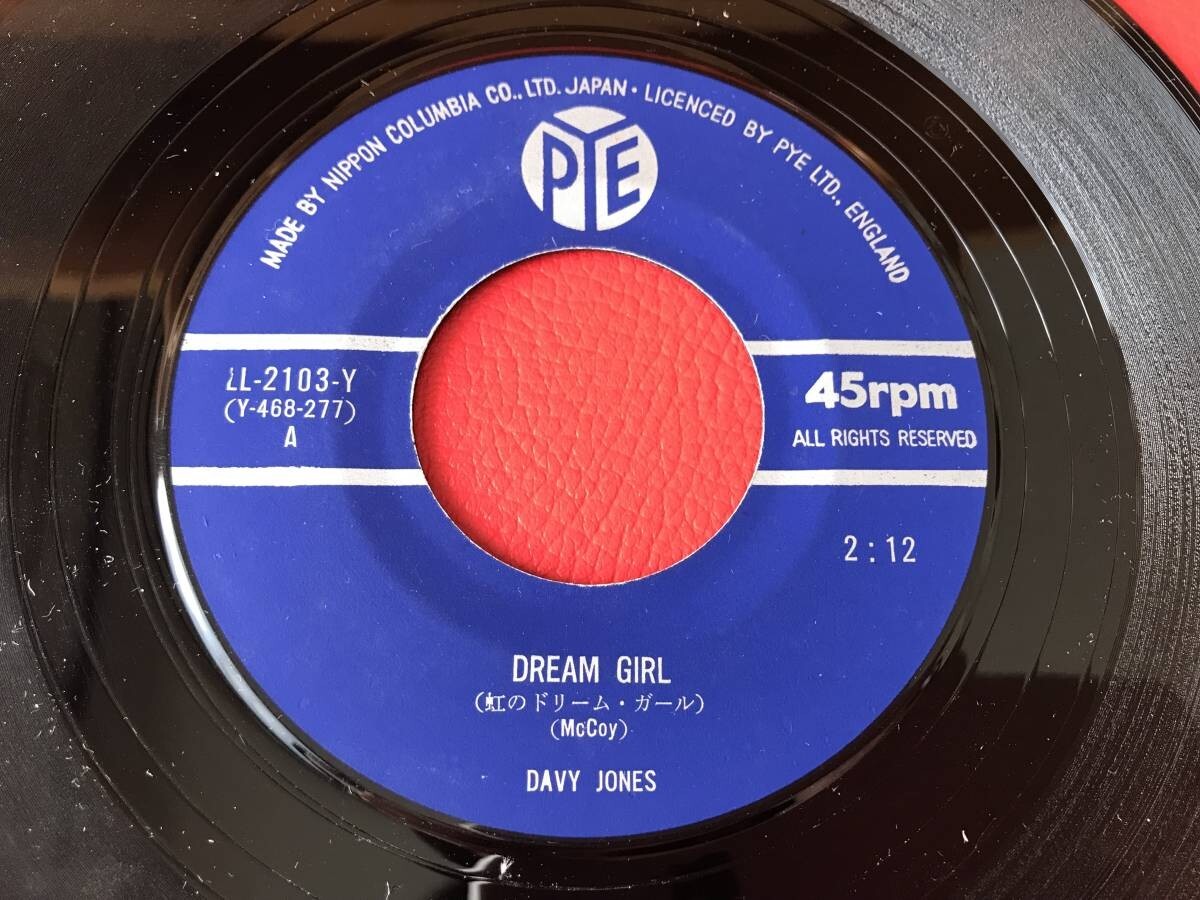 MADE BY NIPPON COLUMBIA CO., LTD. JAPAN・LICENCED BY PYE LTD., ENGLAND
PYE
LL-2103-Y
(Y-468-277)
A
45rpm
ALL RIGHTS RESERVED
2:12
DREAM GIRL
(虹のドリーム・ガール)
(McCoy)
DAVY JONES